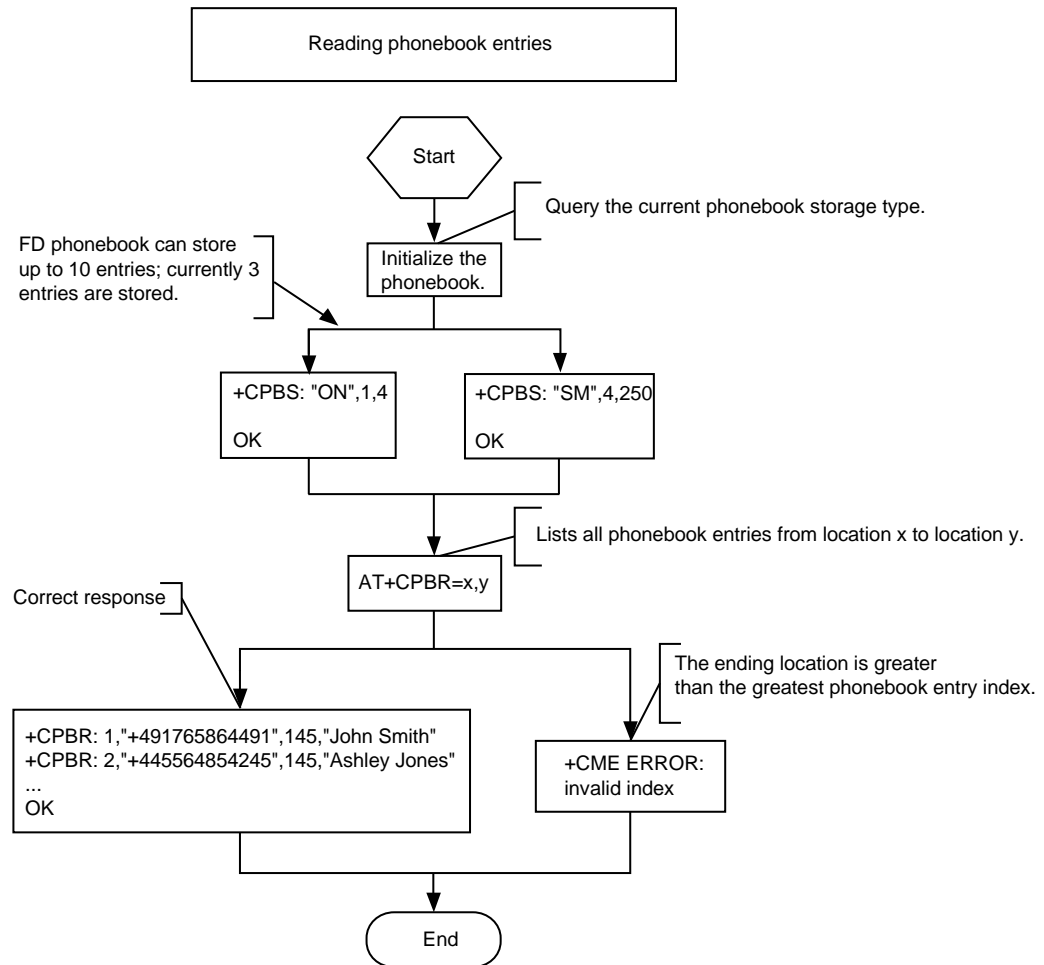 Reading phonebook entries
Start
Query the current phonebook storage type.
FD phonebook can store
up to 10 entries; currently 3
entries are stored.
Initialize the
phonebook.
+CPBS: "ON",1,4
OK
+CPBS: "SM",4,250
OK
Lists all phonebook entries from location x to location y.
AT+CPBR=x,y
Correct response
The ending location is greater
than the greatest phonebook entry index.
+CPBR: 1,"+491765864491",145,"John Smith"
+CPBR: 2,"+445564854245",145,"Ashley Jones"
...
OK
+CME ERROR:
invalid index
End